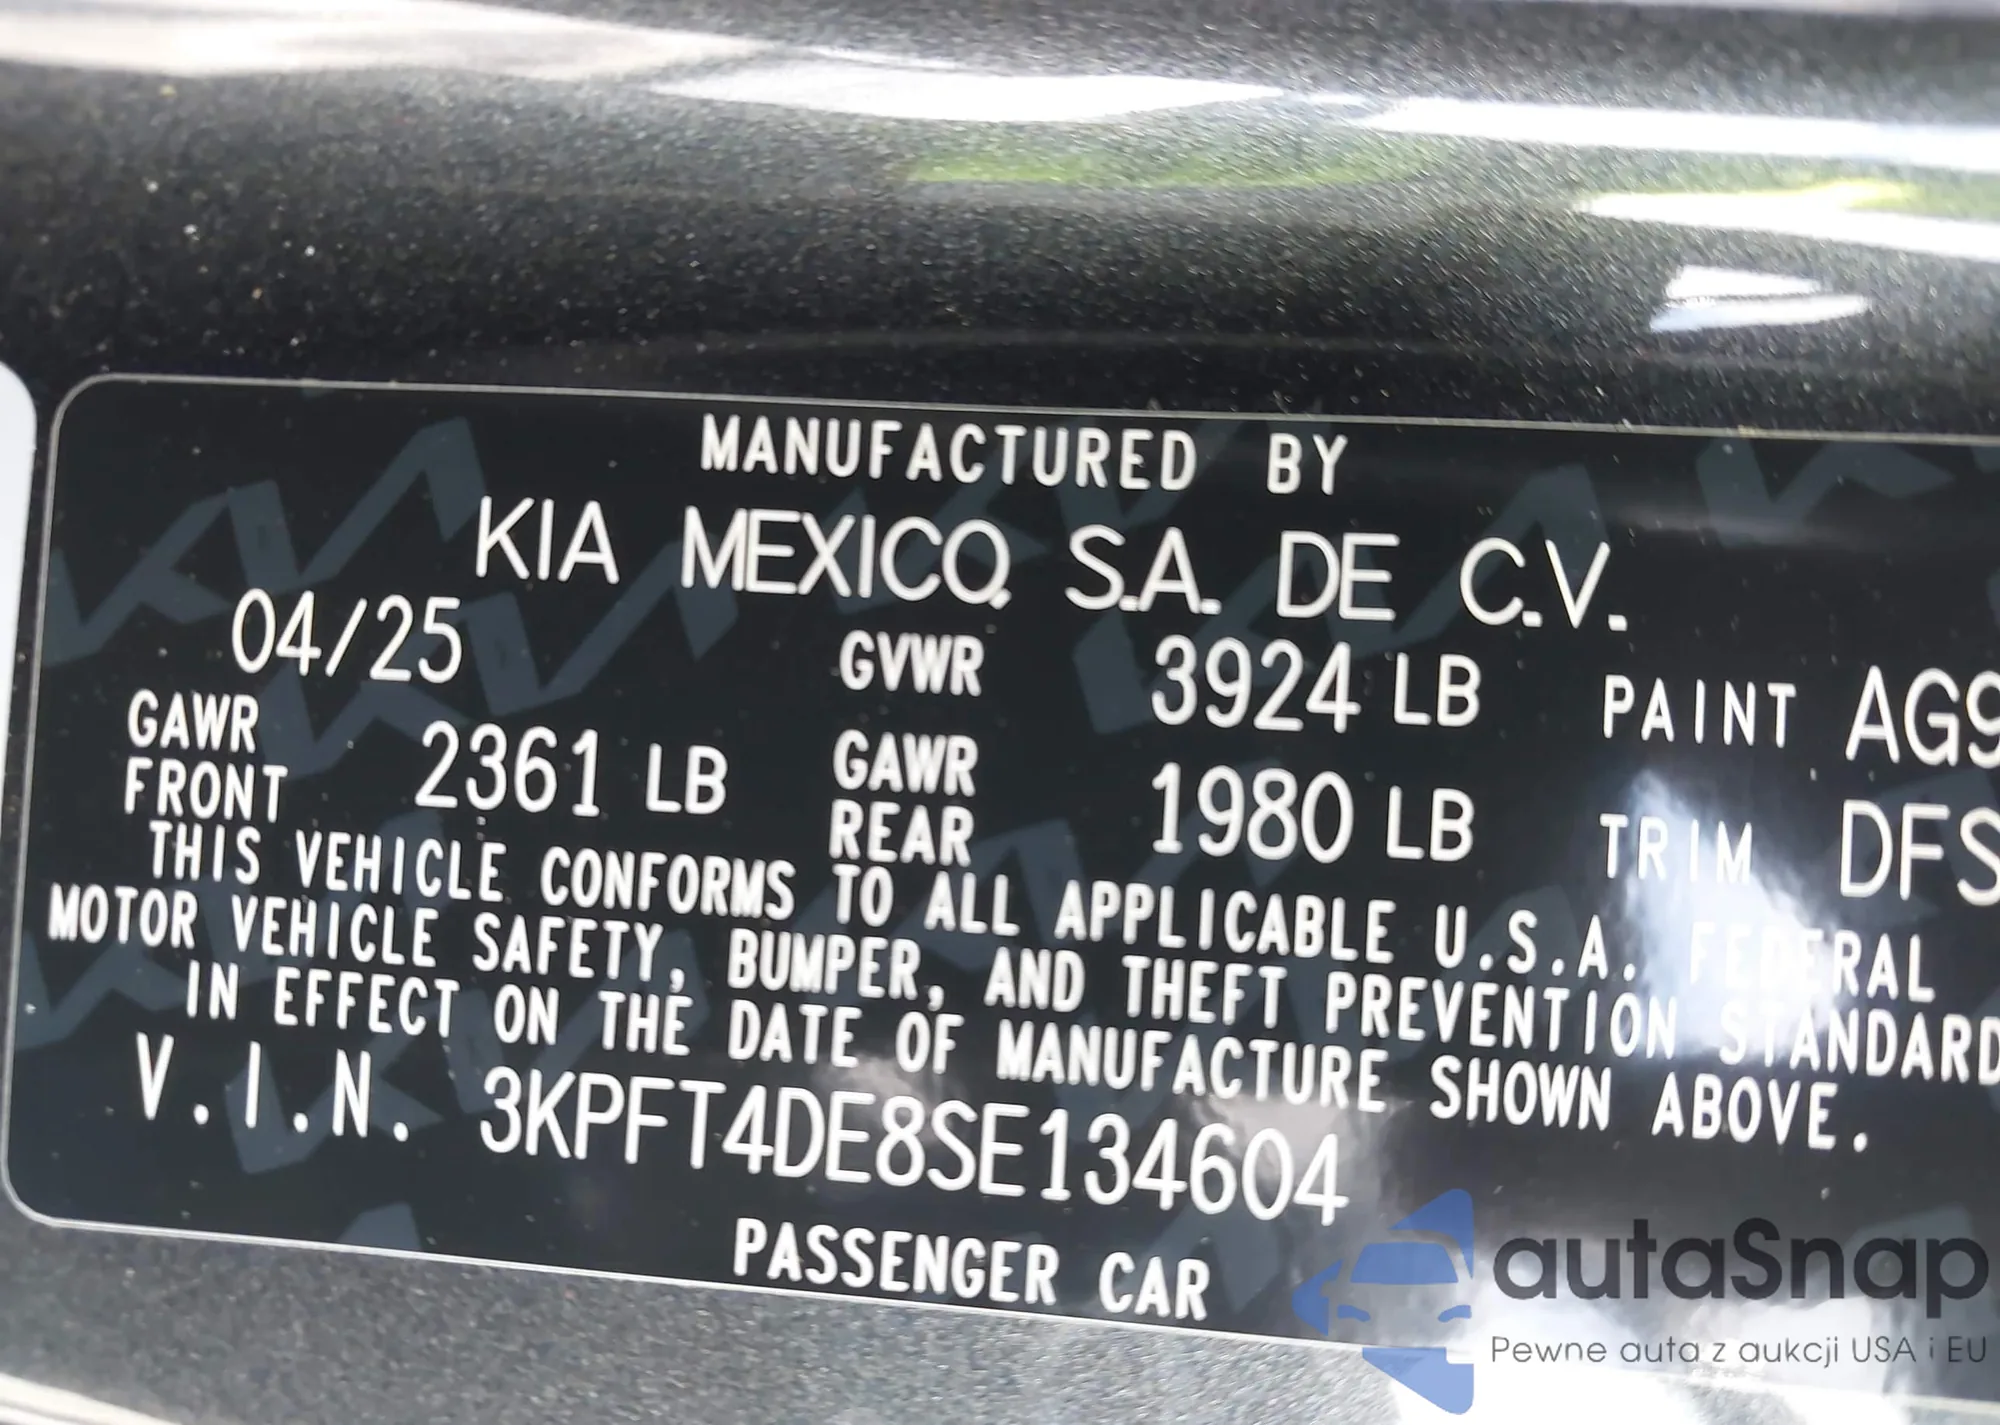 MANUFACTURED BY
KIA MEXICO, S.A. DE C.V.
04/25 GVWR 3924 LB PAINT AG9
GAWR FRONT 2361 LB GAWR REAR 1980 LB TRIM DFS
THIS VEHICLE CONFORMS TO ALL APPLICABLE U.S.A. FEDERAL
MOTOR VEHICLE SAFETY, BUMPER, AND THEFT PREVENTION STANDARD
IN EFFECT ON THE DATE OF MANUFACTURE SHOWN ABOVE.
V.I.N. 3KPFT4DE8SE134604
PASSENGER CAR
autaSnap
Pewne auta z aukcji USA i EU